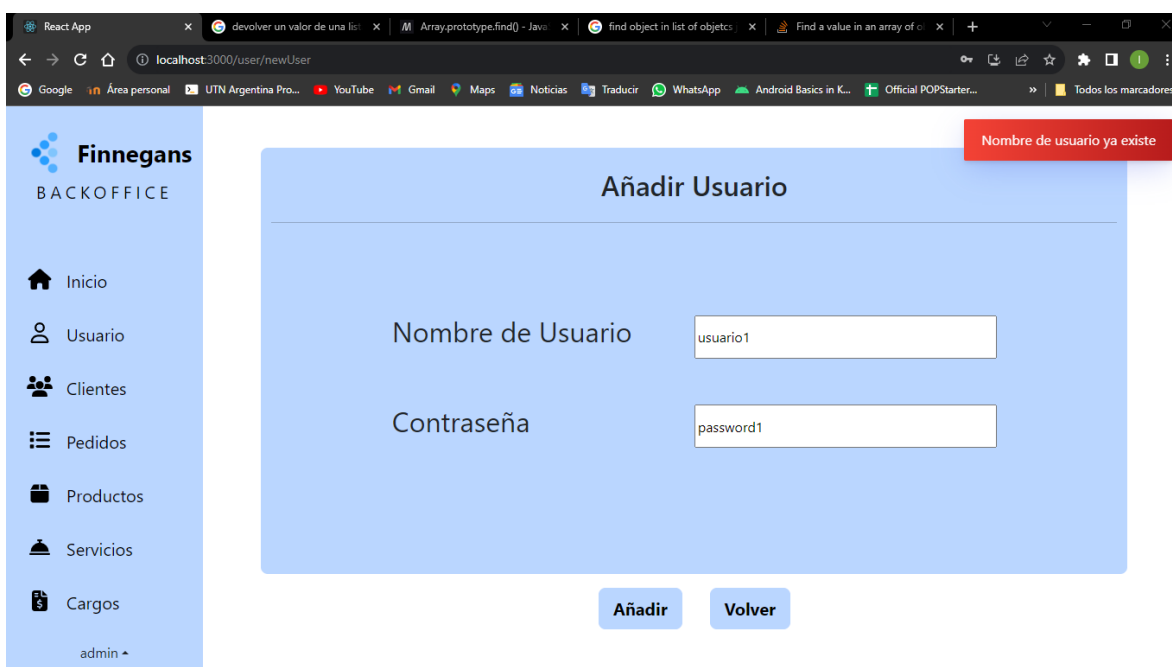 React App
devolver un valor de una lis
Array.prototype.find() - Java
find object in list of objetcs
Find a value in an array of o
localhost:3000/user/newUser
Google
Área personal
UTN Argentina Pro...
YouTube
Gmail
Maps
Noticias
Traducir
WhatsApp
Android Basics in K...
Official POPStarter...
»
Todos los marcadores
Finnegans
BACKOFFICE
Nombre de usuario ya existe
Añadir Usuario
Inicio
Usuario
Clientes
Pedidos
Productos
Servicios
Cargos
admin
Nombre de Usuario
usuario1
Contraseña
password1
Añadir
Volver